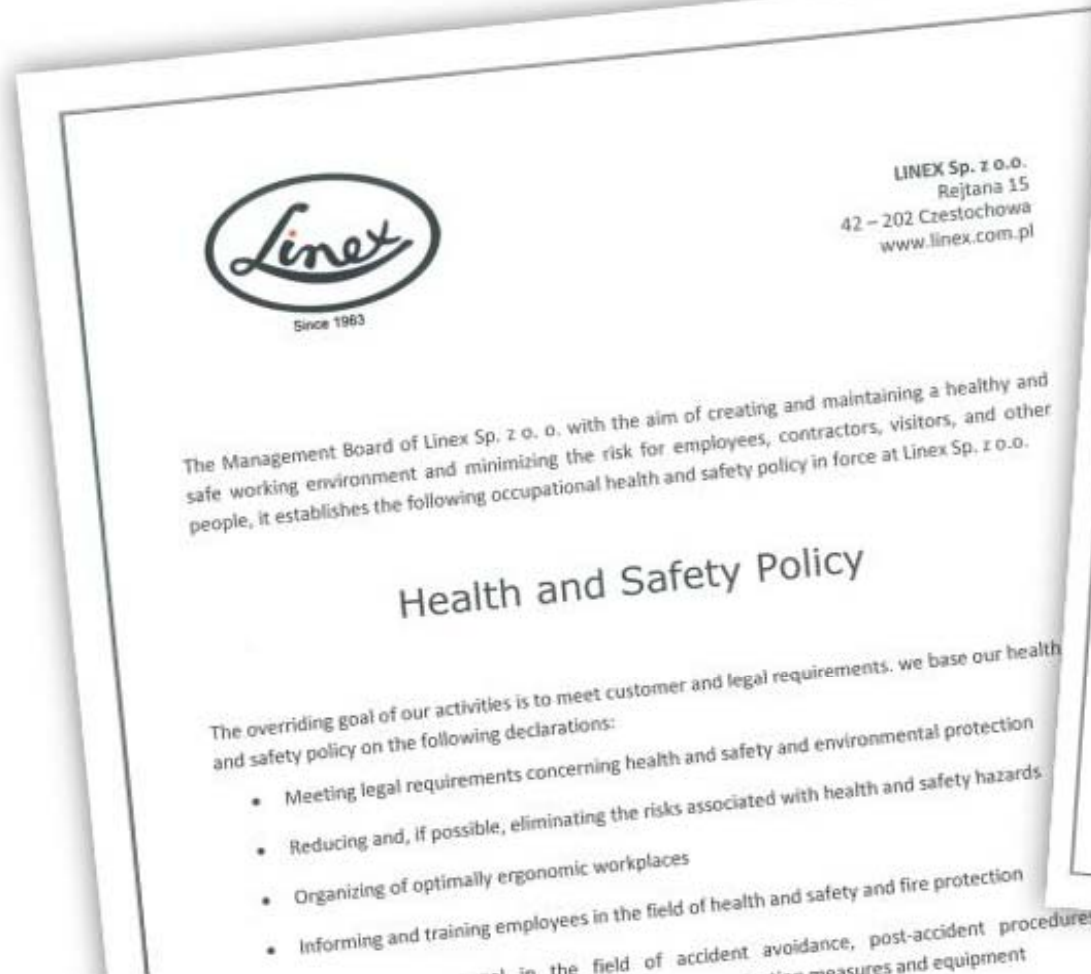 Linex
Since 1963
LINEX Sp. z o.o.
Rejtana 15
42 – 202 Czestochowa
www.linex.com.pl
The Management Board of Linex Sp. z o. o. with the aim of creating and maintaining a healthy and
safe working environment and minimizing the risk for employees, contractors, visitors, and other
people, it establishes the following occupational health and safety policy in force at Linex Sp. z o.o.
Health and Safety Policy
The overriding goal of our activities is to meet customer and legal requirements. we base our health
and safety policy on the following declarations:
• Meeting legal requirements concerning health and safety and environmental protection
• Reducing and, if possible, eliminating the risks associated with health and safety hazards
• Organizing of optimally ergonomic workplaces
• Informing and training employees in the field of health and safety and fire protection
in the field of accident avoidance, post-accident procedures
measures and equipment